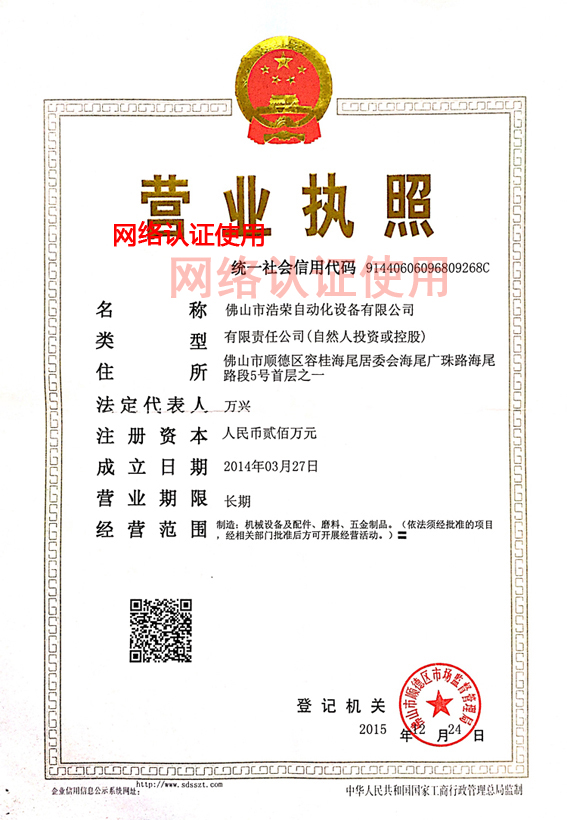 营业执照
网络认证使用
统一社会信用代码 91440606096809268C
网络认证使用
名称 佛山市浩荣自动化设备有限公司
类型 有限责任公司(自然人投资或控股)
住所 佛山市顺德区容桂海尾居委会海尾广珠路海尾
路段5号首层之一
法定代表人 万兴
注册资本 人民币贰佰万元
成立日期 2014年03月27日
营业期限 长期
经营范围 制造：机械设备及配件、磨料、五金制品。（依法须经批准的项目
，经相关部门批准后方可开展经营活动。）〓
登记机关
佛山市顺德区市场监督管理局
2015 年 12 月 24 日
企业信用信息公示系统网址： http://www.sdsszt.com
中华人民共和国国家工商行政管理总局监制